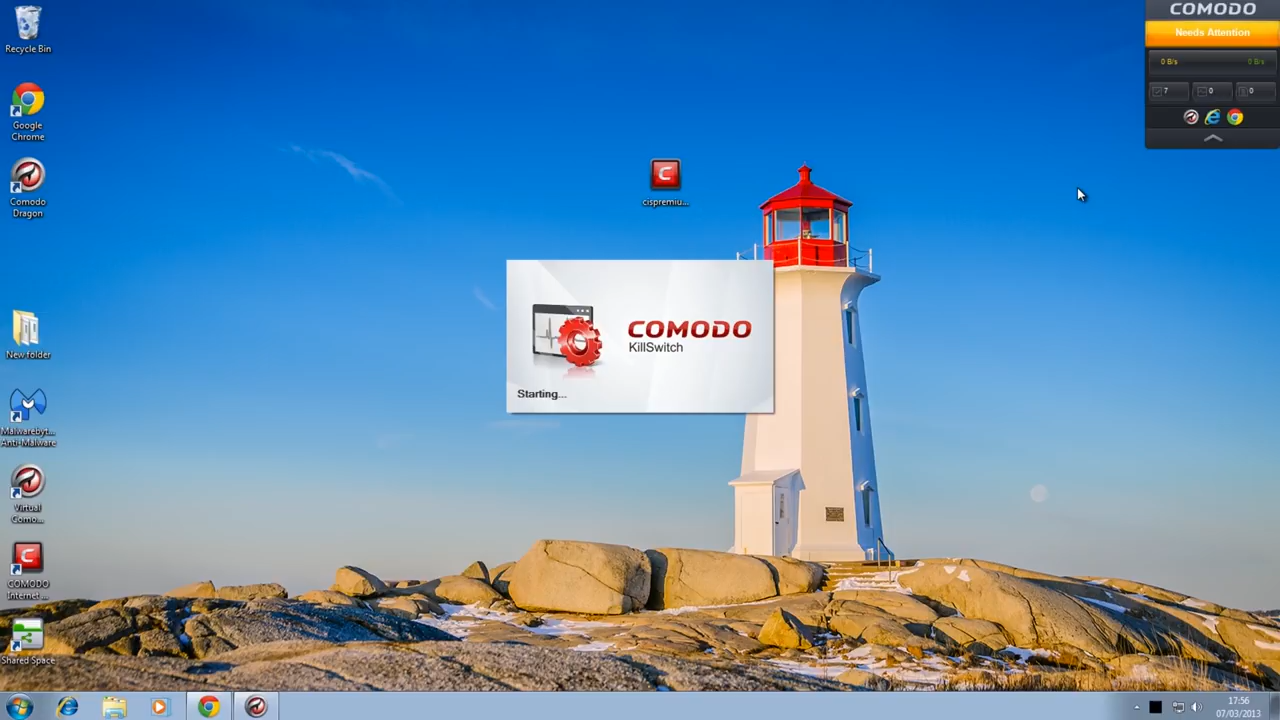 Recycle Bin
Google
Chrome
Comodo
Dragon
New folder
Malwareby t...
Anti-Malware
Virtual
Como...
COMODO
Internet ...
Shared Space
cispremiu...
COMODO
KillSwitch
Starting...
COMODO
Needs Attention
0 B/s
0 B/s
7
0
0
17:56
07/03/2013